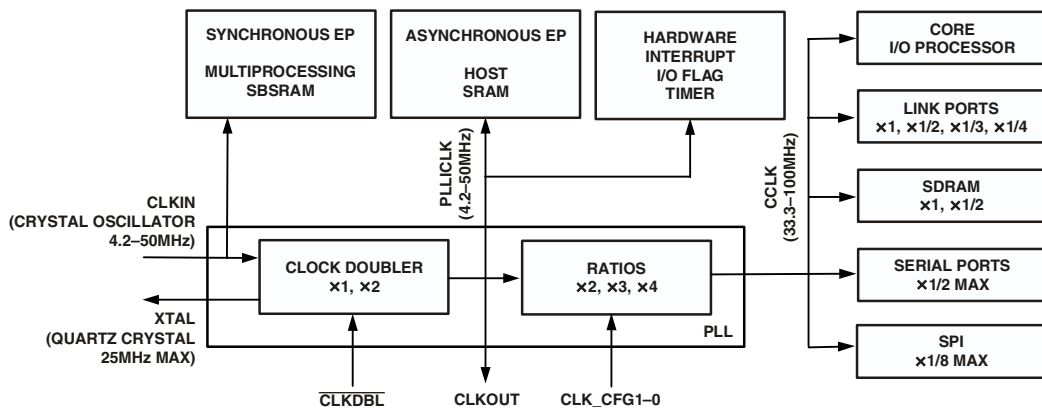 SYNCHRONOUS EP
MULTIPROCESSING
SBSRAM
ASYNCHRONOUS EP
HOST
SRAM
HARDWARE
INTERRUPT
I/O FLAG
TIMER
CORE
I/O PROCESSOR
LINK PORTS
×1, ×1/2, ×1/3, ×1/4
SDRAM
×1, ×1/2
SERIAL PORTS
×1/2 MAX
SPI
×1/8 MAX
PLLICLK
(4.2–50MHz)
CCLK
(33.3–100MHz)
CLKIN
(CRYSTAL OSCILLATOR
4.2–50MHz)
CLOCK DOUBLER
×1, ×2
RATIOS
×2, ×3, ×4
PLL
XTAL
(QUARTZ CRYSTAL
25MHz MAX)
CLKDBL
CLKOUT
CLK_CFG1–0